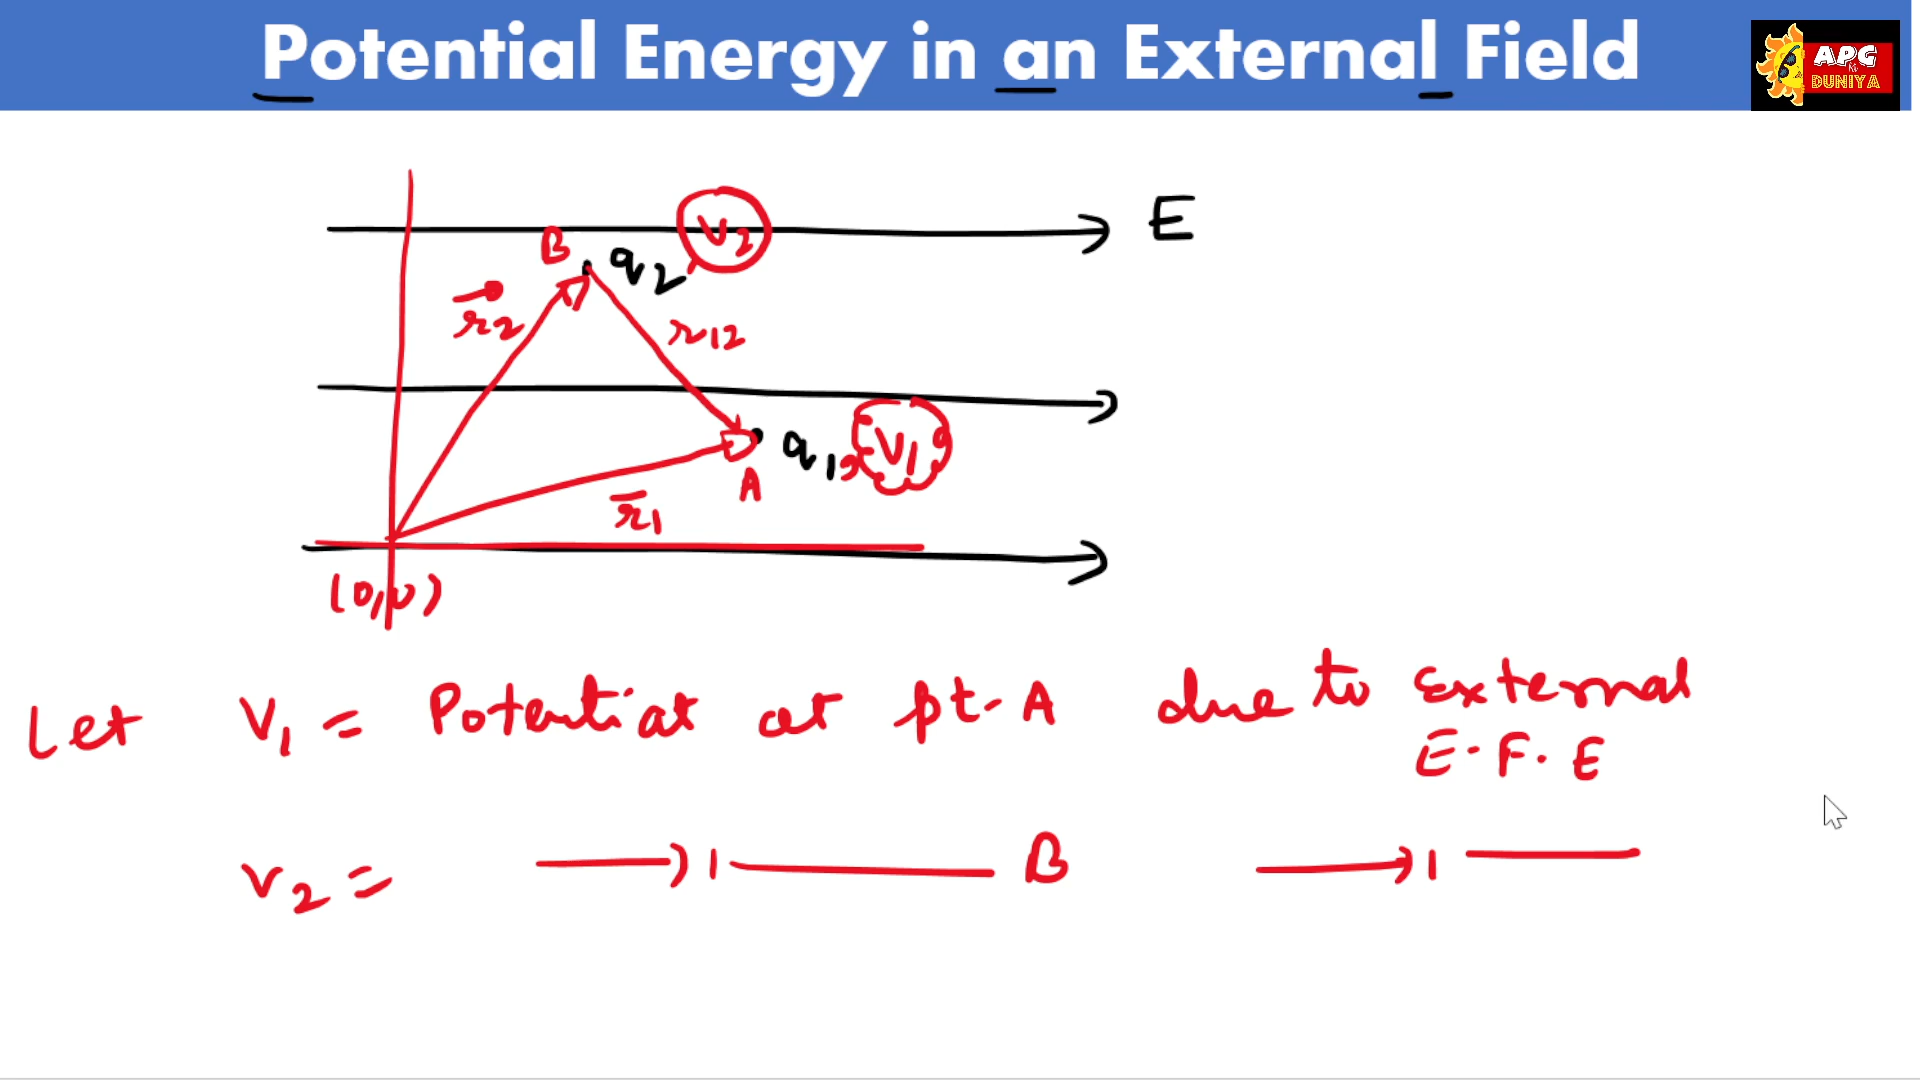 Potential Energy in an External Field
APG
KI
DUNIYA
E
B q2, V2
r2
r12
q1, V1
A
r1
(0,0)
Let V1 = Potential at pt. A due to External
E.F. E
V2 = —〃— B —〃—